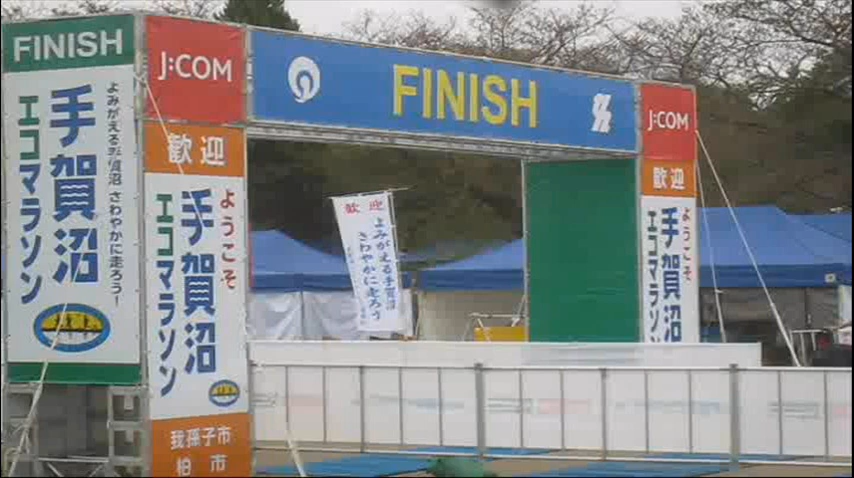 FINISH
よみがえる手賀沼 さわやかに走ろう!
手賀沼
エコマラソン
J:COM
歓迎
ようこそ
手賀沼
エコマラソン
我孫子市
柏市
FINISH
歓迎
よみがえる手賀沼
さわやかに走ろう
J:COM
歓迎
ようこそ
手賀沼
エコマラソン